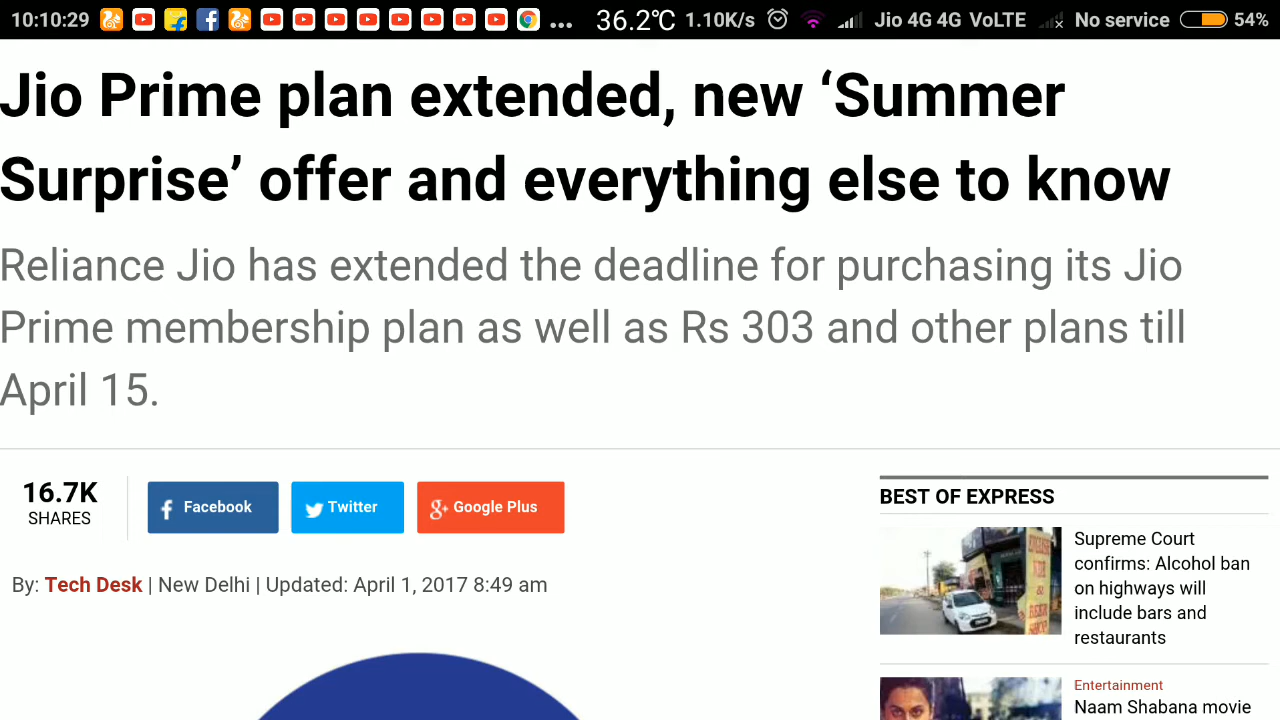 10:10:29 ... 36.2℃ 1.10K/s Jio 4G 4G VoLTE No service 54%
Jio Prime plan extended, new ‘Summer
Surprise’ offer and everything else to know
Reliance Jio has extended the deadline for purchasing its Jio
Prime membership plan as well as Rs 303 and other plans till
April 15.
16.7K
SHARES
Facebook
Twitter
Google Plus
By: Tech Desk | New Delhi | Updated: April 1, 2017 8:49 am
BEST OF EXPRESS
Supreme Court
confirms: Alcohol ban
on highways will
include bars and
restaurants
Entertainment
Naam Shabana movie